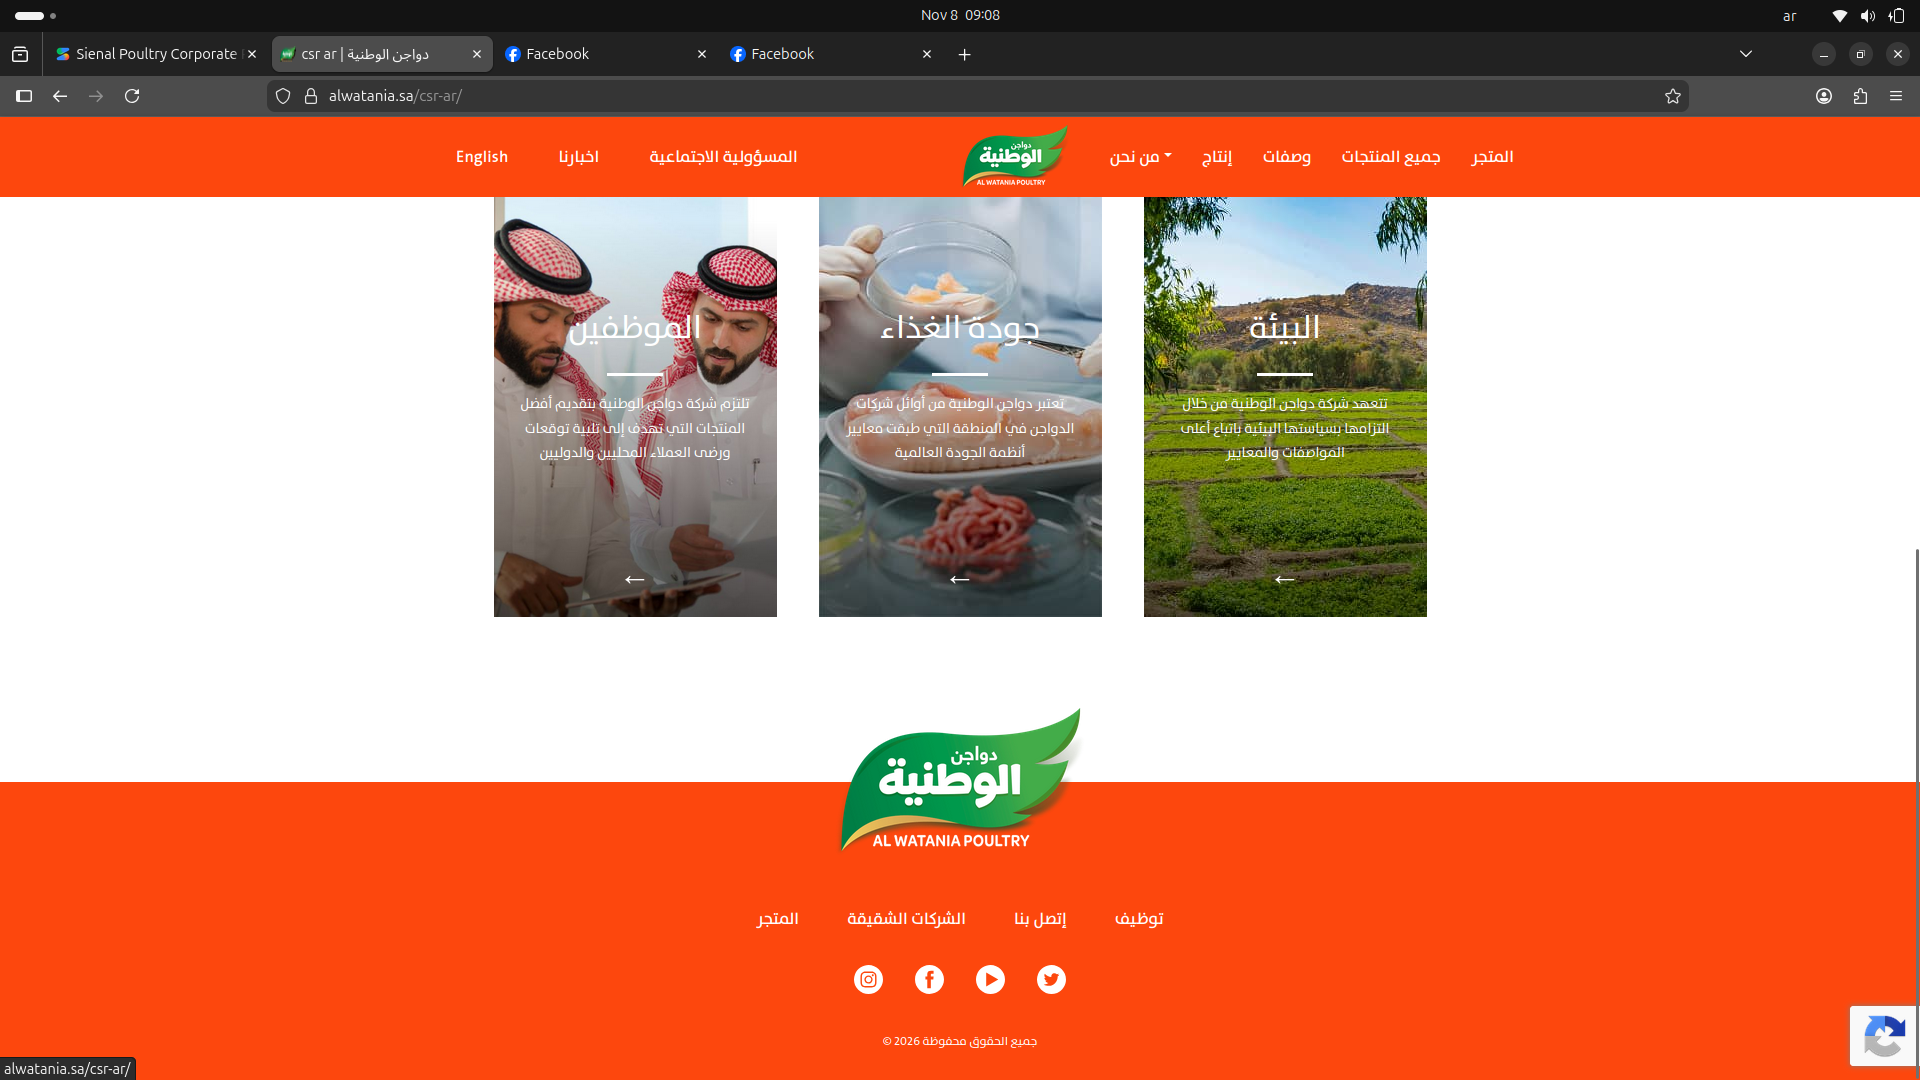 Nov 8 09:08
ar
Sienal Poultry Corporate
csr ar | دواجن الوطنية
Facebook
Facebook
alwatania.sa/csr-ar/
المتجر
جميع المنتجات
وصفات
إنتاج
من نحن
دواجن
الوطنية
AL WATANIA POULTRY
المسؤولية الاجتماعية
اخبارنا
English
البيئة
تتعهد شركة دواجن الوطنية من خلال
التزامها بسياستها البيئية باتباع أعلى
المواصفات والمعايير
←
جودة الغذاء
تعتبر دواجن الوطنية من أوائل شركات
الدواجن في المنطقة التي طبقت معايير
أنظمة الجودة العالمية
←
الموظفين
تلتزم شركة دواجن الوطنية بتقديم أفضل
المنتجات التي تهدف إلى تلبية توقعات
ورضى العملاء المحليين والدوليين
←
دواجن
الوطنية
AL WATANIA POULTRY
توظيف
إتصل بنا
الشركات الشقيقة
المتجر
جميع الحقوق محفوظة 2026 ©
alwatania.sa/csr-ar/